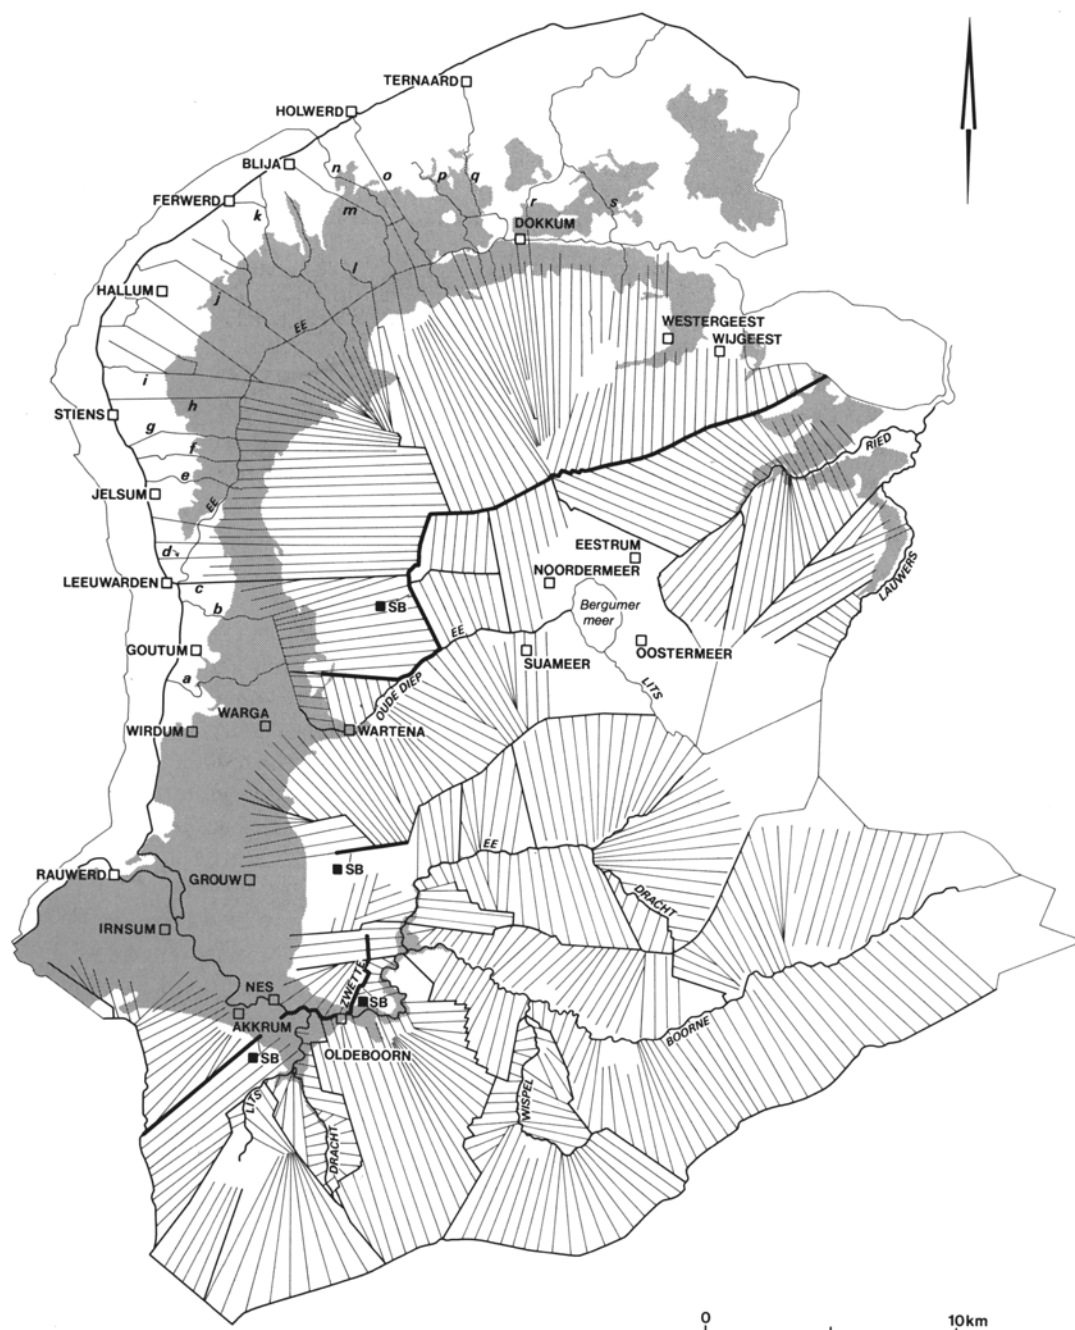 TERNAARD
HOLWERD
BLIJA
n
o
p
q
r
s
FERWERD
k
m
DOKKUM
l
HALLUM
j
EE
WESTERGEEST
WIJGEEST
i
h
STIENS
g
f
RIED
e
JELSUM
EE
d
EESTRUM
LAUWERS
LEEUWARDEN
c
NOORDERMEER
b
SB
Bergumer
meer
EE
GOUTUM
SUAMEER
OOSTERMEER
a
OUDE DIEP
LITS
WARGA
WIRDUM
WARTENA
EE
RAUWERD
GROUW
SB
DRACHT
IRNSUM
ZWETTE
NES
SB
AKKRUM
OLDEBOORN
BOORNE
SB
LITS
WISPEL
DRACHT
0
10km